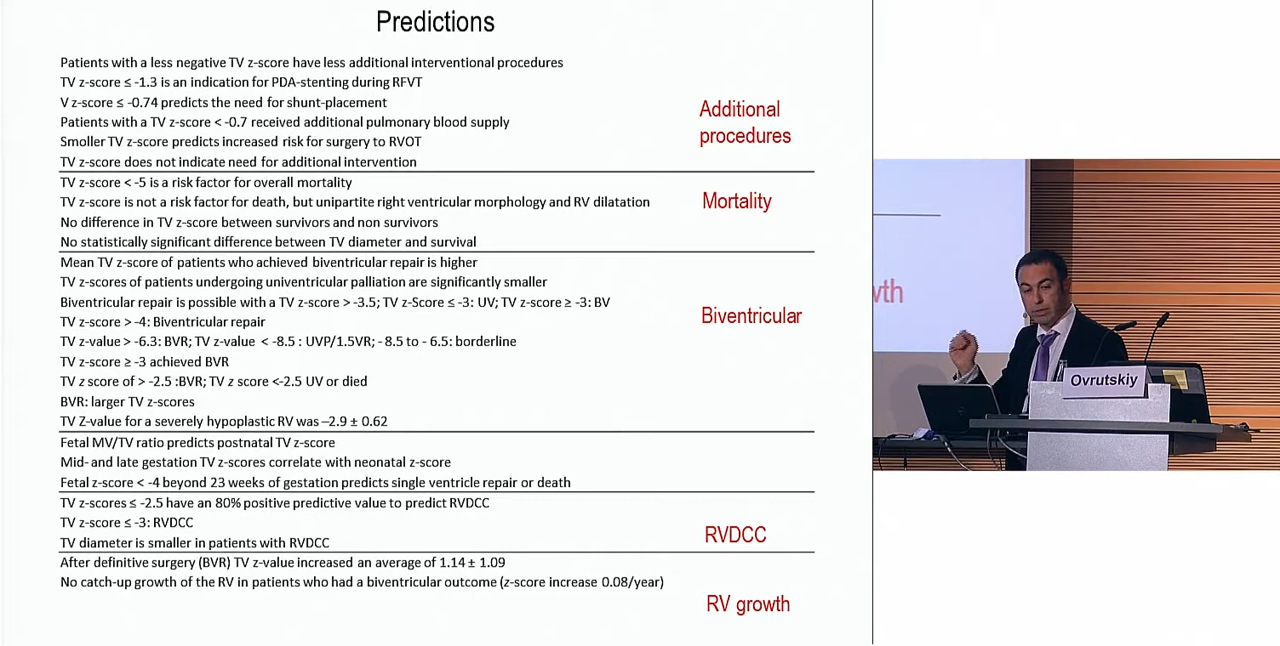 Predictions
Patients with a less negative TV z-score have less additional interventional procedures
TV z-score ≤ -1.3 is an indication for PDA-stenting during RFVT
V z-score ≤ -0.74 predicts the need for shunt-placement
Patients with a TV z-score < -0.7 received additional pulmonary blood supply
Smoller TV z-score predicts increased risk for surgery to RVOT
TV z-score does not indicate need for additional intervention
Additional
procedures
TV z-score < -5 is a risk factor for overall mortality
TV z-score is not a risk factor for death, but unipartite right ventricular morphology and RV dilatation
No difference in TV z-score between survivors and non survivors
No statistically significant difference between TV diameter and survival
Mortality
Mean TV z-score of patients who achieved biventricular repair is higher
TV z-scores of patients undergoing univentricular palliation are significantly smaller
Biventricular repair is possible with a TV z-score > -3.5; TV z-Score ≤ -3: UV; TV z-score ≥ -3: BV
TV z-score > -4: Biventricular repair
TV z-value > -6.3: BVR; TV z-value < -8.5 : UVP/1.5VR; - 8.5 to - 6.5: borderline
TV z-score ≥ -3 achieved BVR
TV z score of > -2.5 :BVR; TV z score <-2.5 UV or died
BVR: larger TV z-scores
TV Z-value for a severely hypoplastic RV was –2.9 ± 0.62
Biventricular
Fetal MV/TV ratio predicts postnatal TV z-score
Mid- and late gestation TV z-scores correlate with neonatal z-score
Fetal z-score < -4 beyond 23 weeks of gestation predicts single ventricle repair or death
TV z-scores ≤ -2.5 have an 80% positive predictive value to predict RVDCC
TV z-score ≤ -3: RVDCC
TV diameter is smaller in patients with RVDCC
RVDCC
After definitive surgery (BVR) TV z-value increased an average of 1.14 ± 1.09
No catch-up growth of the RV in patients who had a biventricular outcome (z-score increase 0.08/year)
RV growth
wth
Ovrutskiy